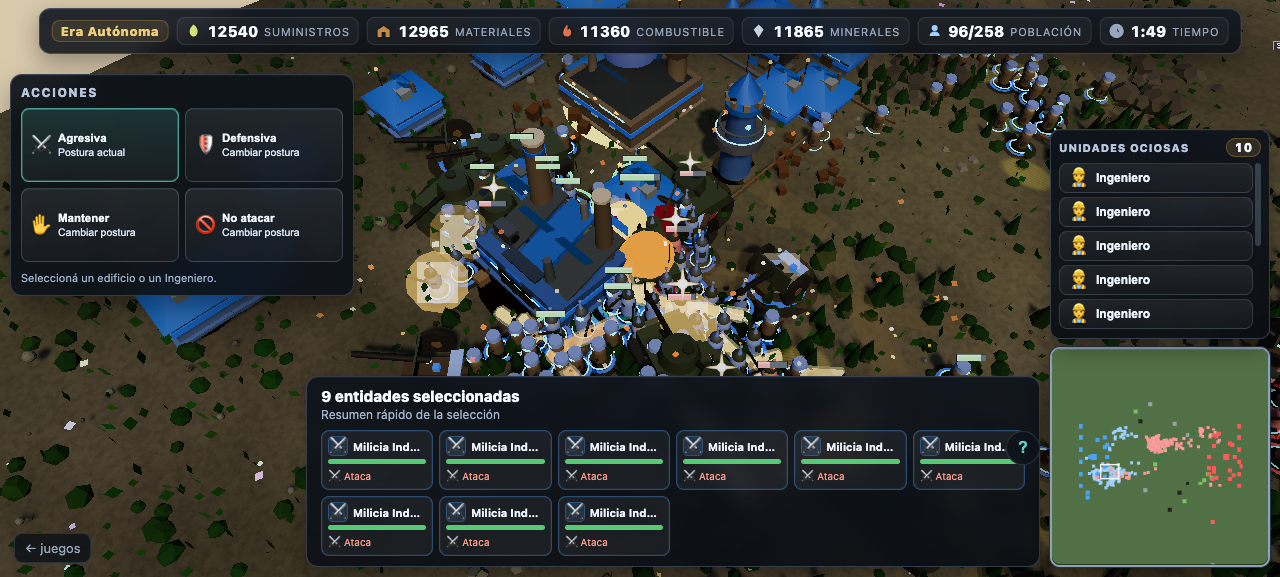 Era Autónoma
12540 SUMINISTROS
12965 MATERIALES
11360 COMBUSTIBLE
11865 MINERALES
96/258 POBLACIÓN
1:49 TIEMPO
ACCIONES
Agresiva
Postura actual
Defensiva
Cambiar postura
Mantener
Cambiar postura
No atacar
Cambiar postura
Seleccioná un edificio o un Ingeniero.
UNIDADES OCIOSAS 10
Ingeniero
Ingeniero
Ingeniero
Ingeniero
Ingeniero
9 entidades seleccionadas
Resumen rápido de la selección
Milicia Ind...
Ataca
Milicia Ind...
Ataca
Milicia Ind...
Ataca
Milicia Ind...
Ataca
Milicia Ind...
Ataca
Milicia Ind...
Ataca
?
Milicia Ind...
Ataca
Milicia Ind...
Ataca
Milicia Ind...
Ataca
← juegos